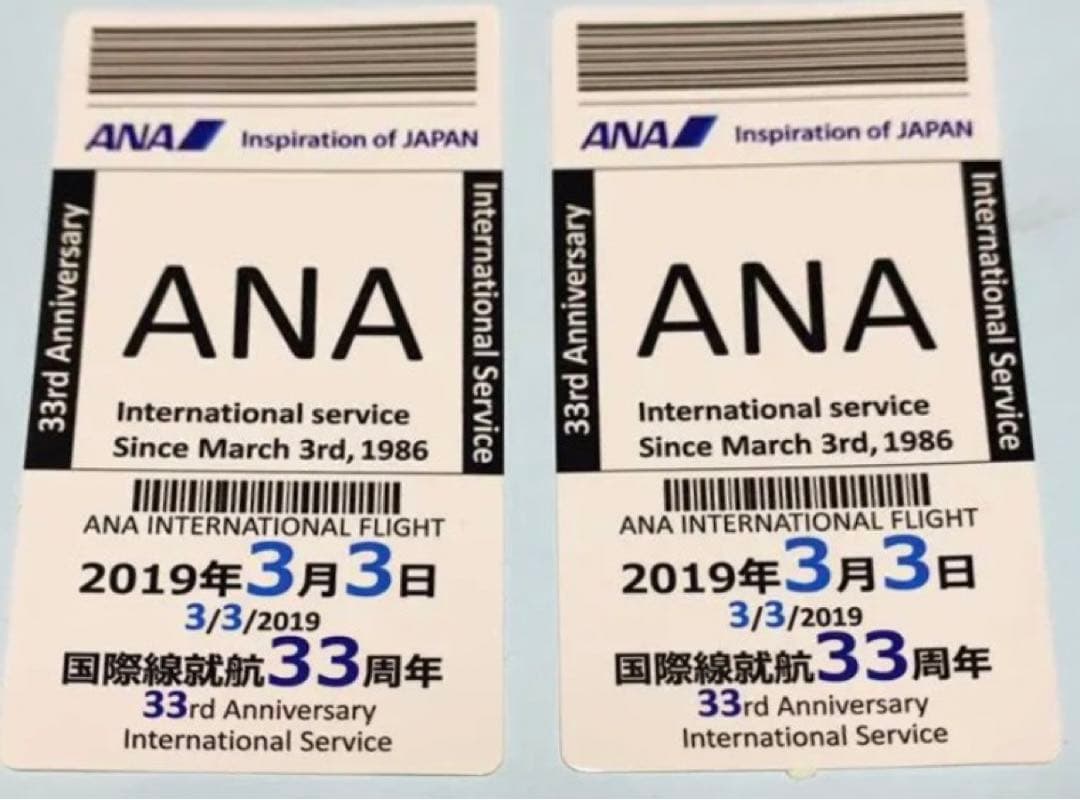 ANA Inspiration of JAPAN
33rd Anniversary
ANA
International Service
International service
Since March 3rd, 1986
ANA INTERNATIONAL FLIGHT
2019年3月3日
3/3/2019
国際線就航33周年
33rd Anniversary
International Service
ANA Inspiration of JAPAN
33rd Anniversary
ANA
International Service
International service
Since March 3rd, 1986
ANA INTERNATIONAL FLIGHT
2019年3月3日
3/3/2019
国際線就航33周年
33rd Anniversary
International Service